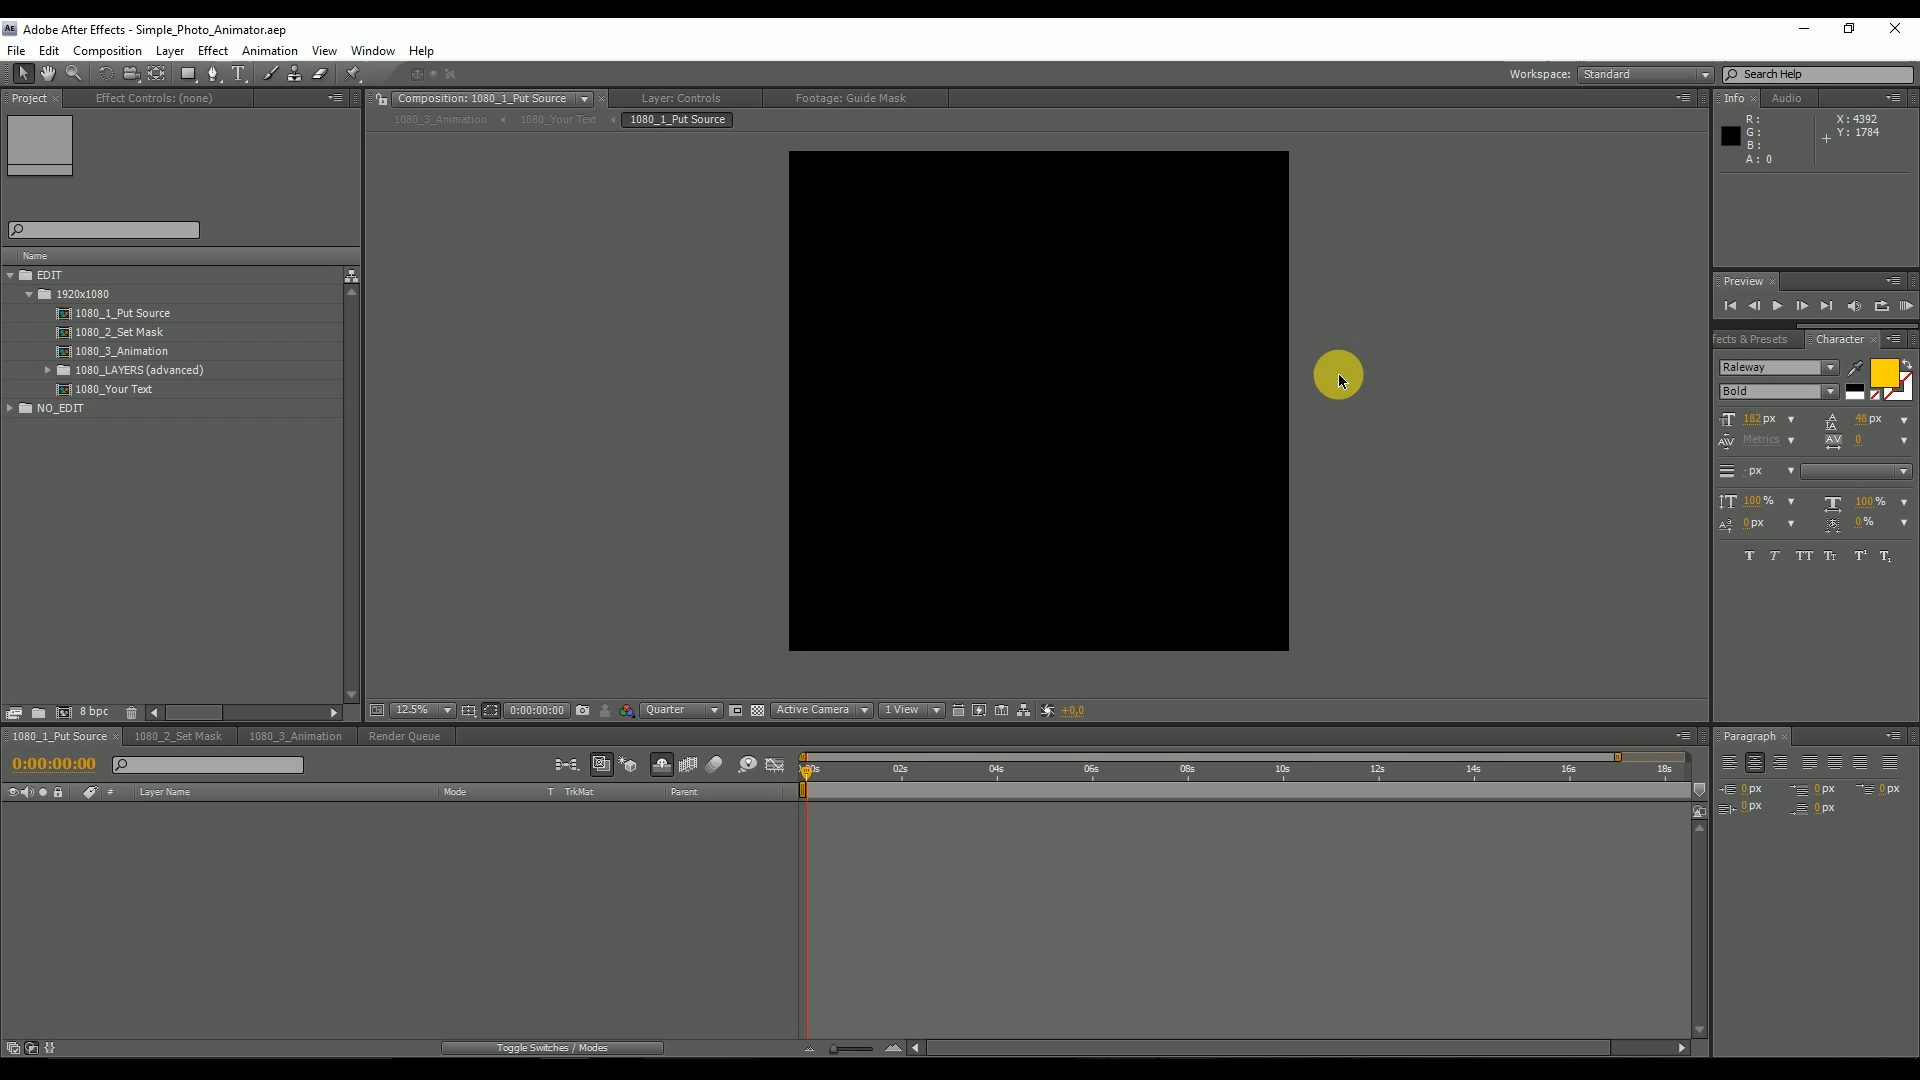 Adobe After Effects - Simple_Photo_Animator.aep
File Edit Composition Layer Effect Animation View Window Help
Workspace: Standard Search Help
Project Effect Controls: (none)
Composition: 1080_1_Put Source Layer: Controls Footage: Guide Mask
1080_3_Animation 1080_Your Text 1080_1_Put Source
Info Audio
R:
G:
B:
A: 0
X: 4392
Y: 1784
Name
EDIT
1920x1080
1080_1_Put Source
1080_2_Set Mask
1080_3_Animation
1080_LAYERS (advanced)
1080_Your Text
NO_EDIT
8 bpc
12.5% 0:00:00:00 Quarter Active Camera 1 View +0,0
Preview
fects & Presets Character
Raleway
Bold
182 px 48 px
Metrics 0
- px
100 % 100 %
0 px 0 %
T T TT Tt T¹ T₁
1080_1_Put Source 1080_2_Set Mask 1080_3_Animation Render Queue
0:00:00:00
02s 04s 06s 08s 10s 12s 14s 16s 18s
# Layer Name Mode T TrkMat Parent
Toggle Switches / Modes
Paragraph
0 px 0 px 0 px
0 px 0 px